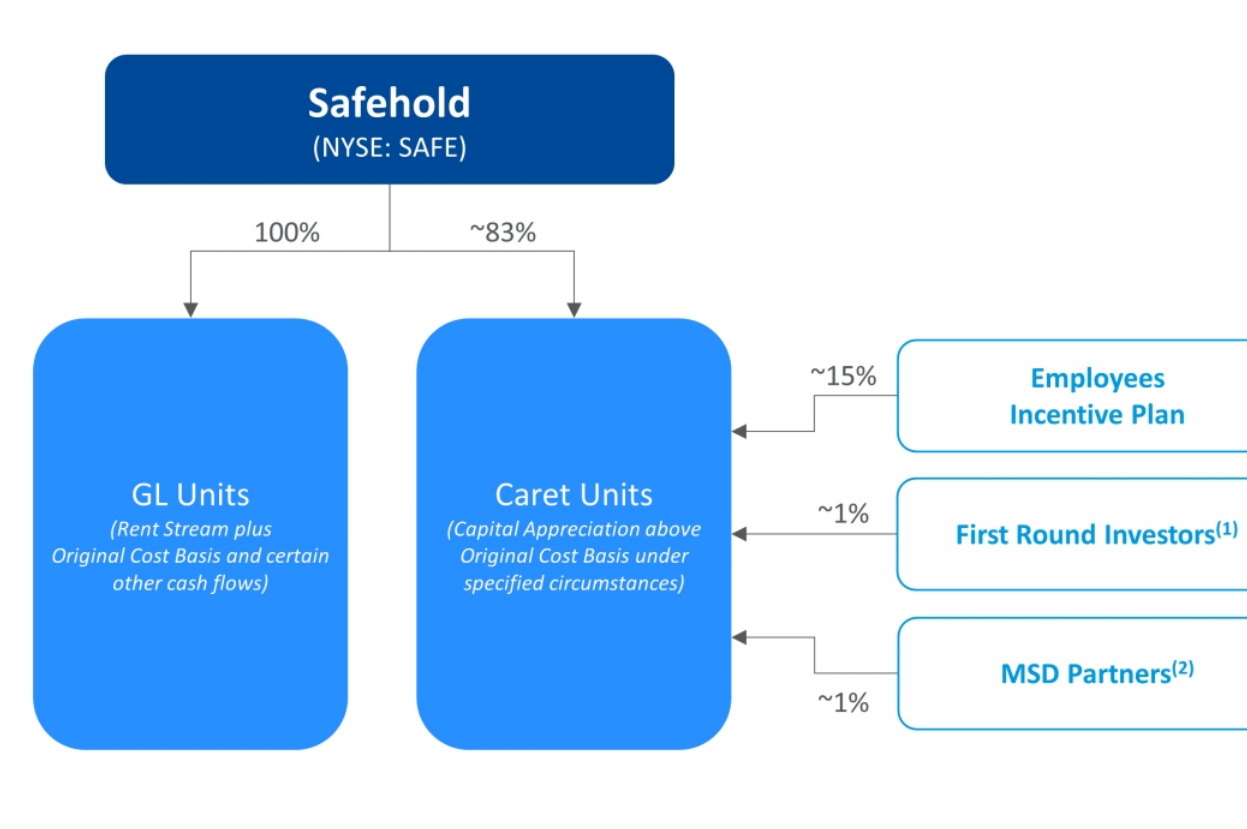 Safehold
(NYSE: SAFE)
100%
~83%
GL Units
(Rent Stream plus
Original Cost Basis and certain
other cash flows)
Caret Units
(Capital Appreciation above
Original Cost Basis under
specified circumstances)
~15%
Employees
Incentive Plan
~1%
First Round Investors(1)
MSD Partners(2)
~1%